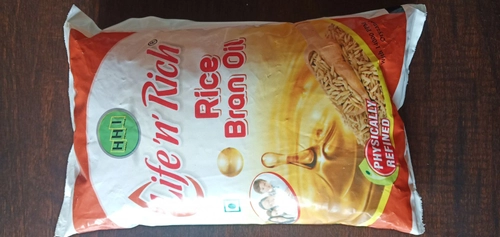 HHI
Life 'n' Rich®
Rice
Bran Oil
PHYSICALLY
REFINED